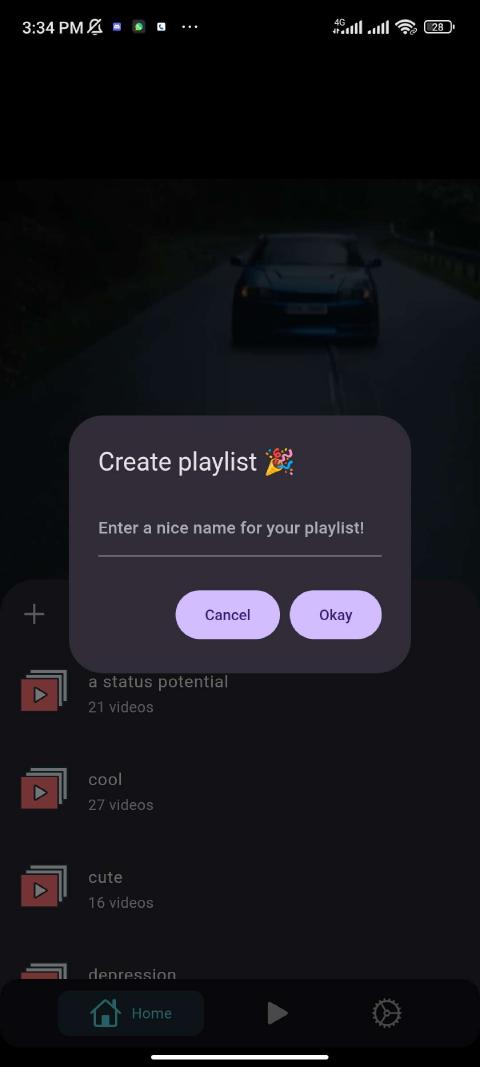 3:34 PM
4G
28
Create playlist 🎉
Enter a nice name for your playlist!
Cancel
Okay
a status potential
21 videos
cool
27 videos
cute
16 videos
depression
Home